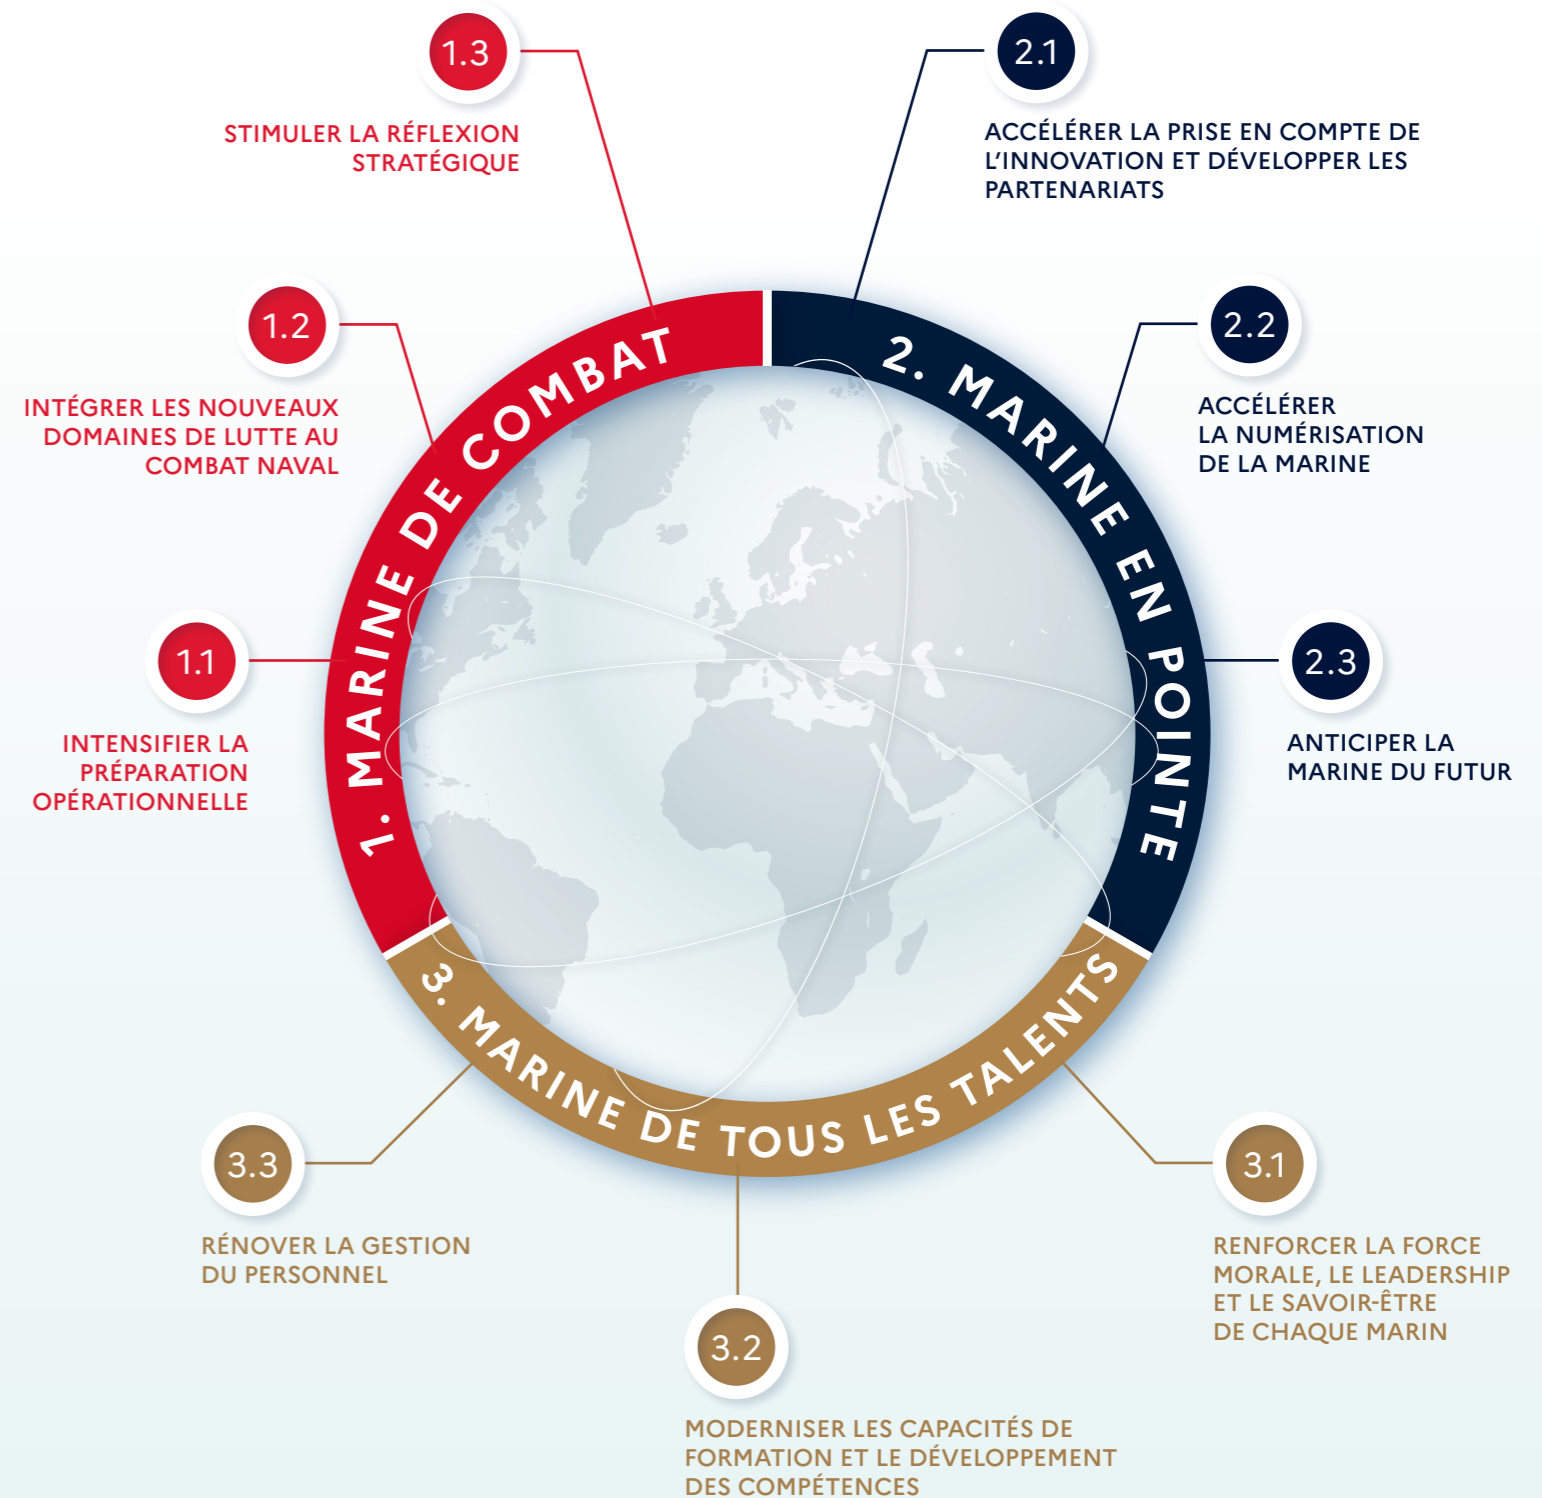 1. MARINE DE COMBAT
1.1
INTENSIFIER LA
PRÉPARATION
OPÉRATIONNELLE
1.2
INTÉGRER LES NOUVEAUX
DOMAINES DE LUTTE AU
COMBAT NAVAL
1.3
STIMULER LA RÉFLEXION
STRATÉGIQUE
2. MARINE EN POINTE
2.1
ACCÉLÉRER LA PRISE EN COMPTE DE
L’INNOVATION ET DÉVELOPPER LES
PARTENARIATS
2.2
ACCÉLÉRER
LA NUMÉRISATION
DE LA MARINE
2.3
ANTICIPER LA
MARINE DU FUTUR
3. MARINE DE TOUS LES TALENTS
3.1
RENFORCER LA FORCE
MORALE, LE LEADERSHIP
ET LE SAVOIR-ÊTRE
DE CHAQUE MARIN
3.2
MODERNISER LES CAPACITÉS DE
FORMATION ET LE DÉVELOPPEMENT
DES COMPÉTENCES
3.3
RÉNOVER LA GESTION
DU PERSONNEL